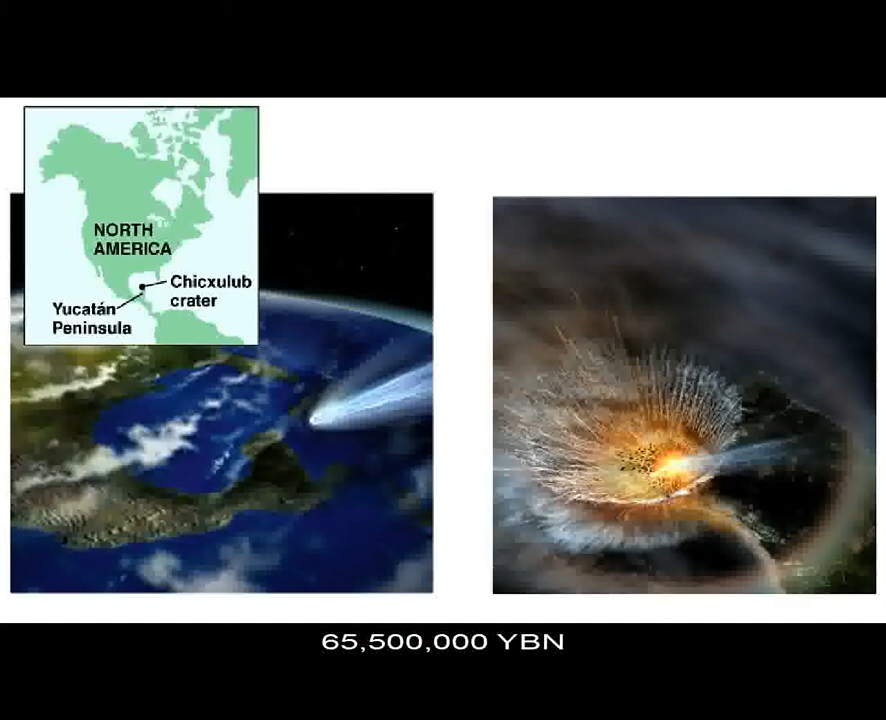 NORTH
AMERICA
Chicxulub
crater
Yucatán
Peninsula
65,500,000 YBN